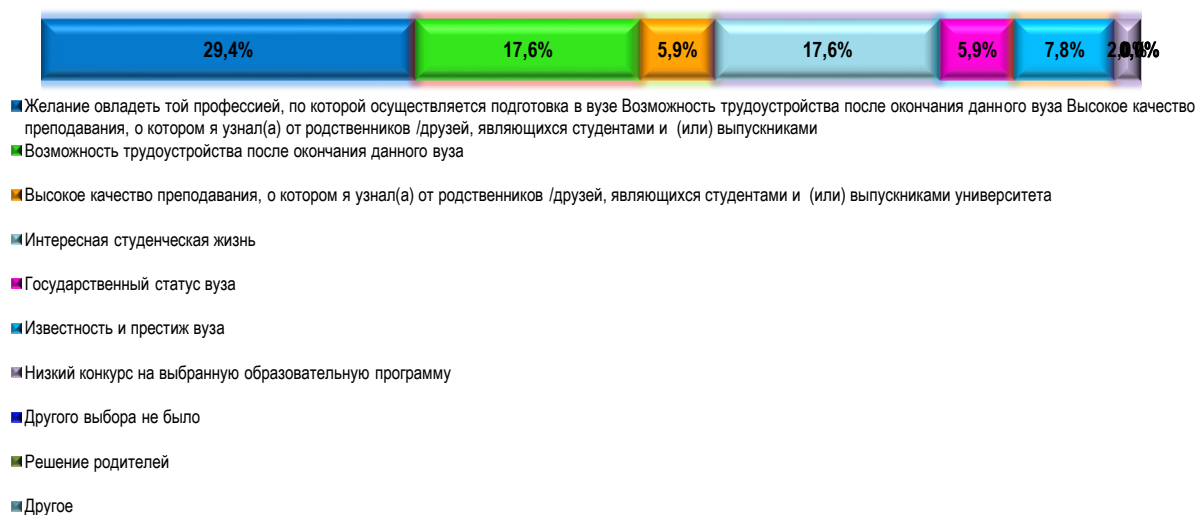 29,4% 17,6% 5,9% 17,6% 5,9% 7,8%
Желание овладеть той профессией, по которой осуществляется подготовка в вузе Возможность трудоустройства после окончания данного вуза Высокое качество
преподавания, о котором я узнал(а) от родственников /друзей, являющихся студентами и (или) выпускниками
Возможность трудоустройства после окончания данного вуза
Высокое качество преподавания, о котором я узнал(а) от родственников /друзей, являющихся студентами и (или) выпускниками университета
Интересная студенческая жизнь
Государственный статус вуза
Известность и престиж вуза
Низкий конкурс на выбранную образовательную программу
Другого выбора не было
Решение родителей
Другое